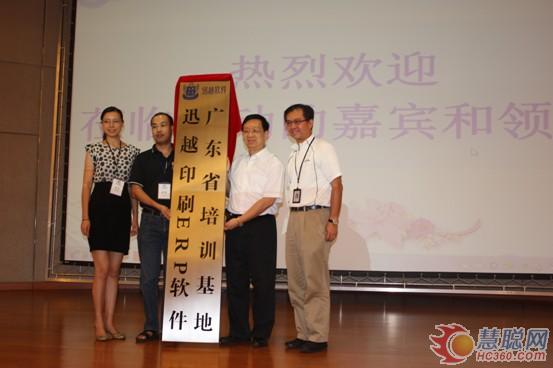 热烈欢迎
嘉宾和领
迅越软件
广东省培训基地
迅越印刷ERP软件
慧聪网
HC360.COM